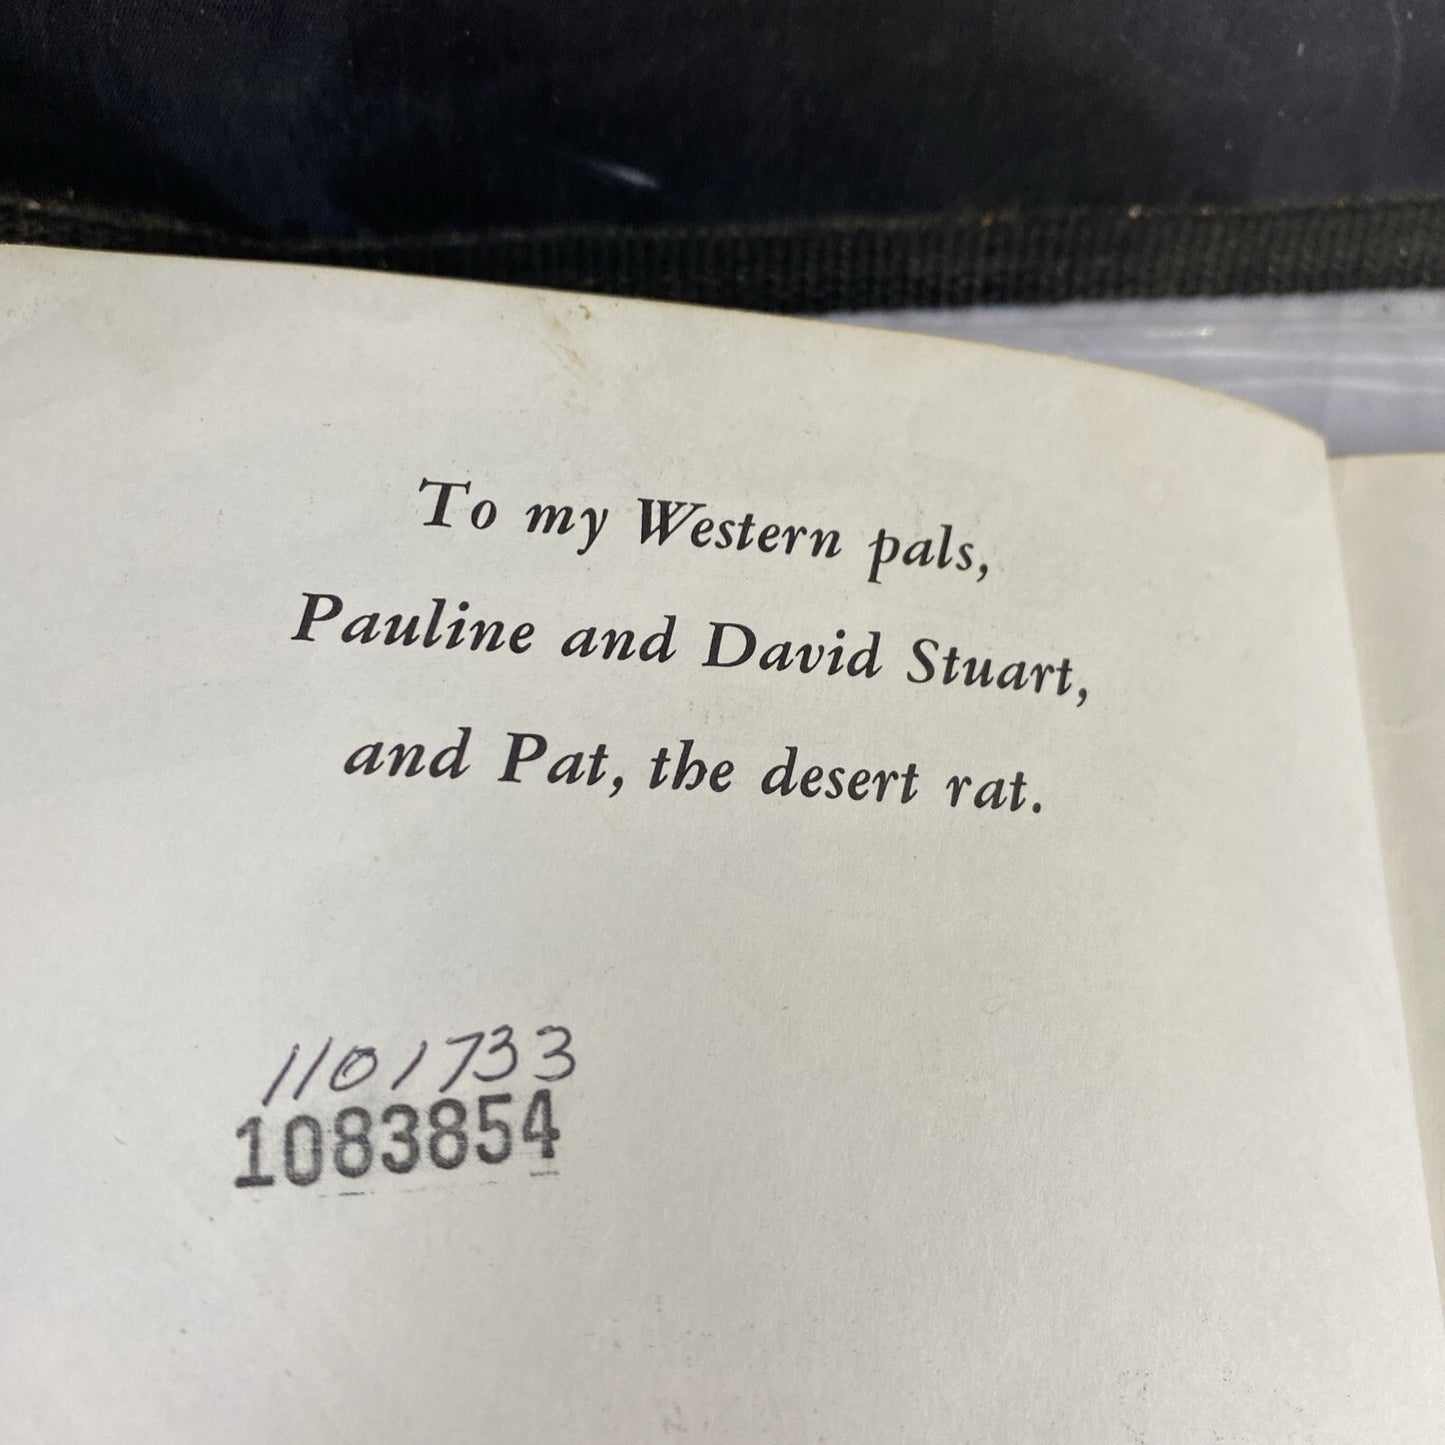 To my Western pals,
Pauline and David Stuart,
and Pat, the desert rat.
1101733
1083854